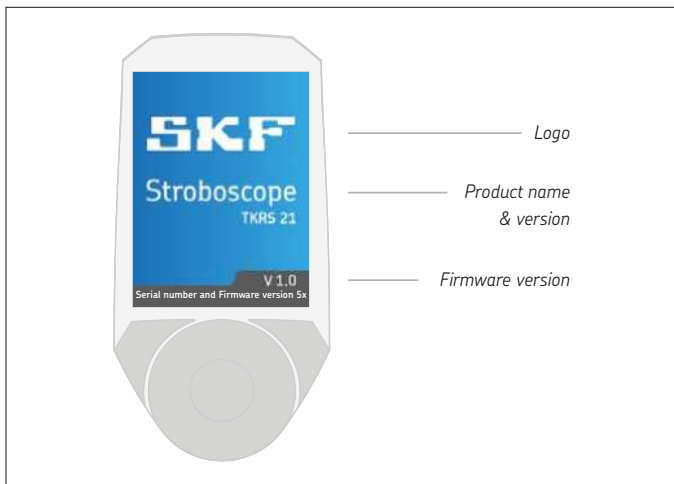 SKF
Logo
Stroboscope
TKRS 21
Product name
& version
V 1.0
Firmware version
Serial number and Firmware version 5x